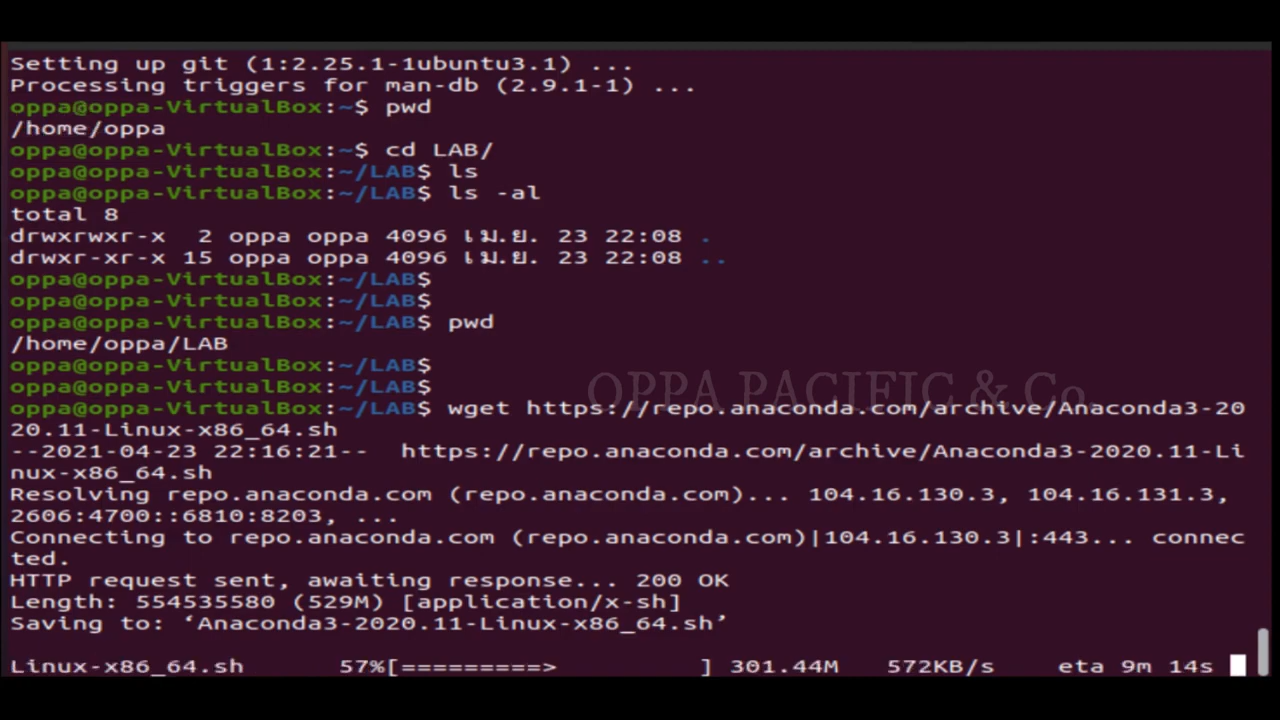 Setting up git (1:2.25.1-1ubuntu3.1) ...
Processing triggers for man-db (2.9.1-1) ...
oppa@oppa-VirtualBox:~$ pwd
/home/oppa
oppa@oppa-VirtualBox:~$ cd LAB/
oppa@oppa-VirtualBox:~/LAB$ ls
oppa@oppa-VirtualBox:~/LAB$ ls -al
total 8
drwxrwxr-x  2 oppa oppa 4096 เม.ย. 23 22:08 .
drwxr-xr-x 15 oppa oppa 4096 เม.ย. 23 22:08 ..
oppa@oppa-VirtualBox:~/LAB$
oppa@oppa-VirtualBox:~/LAB$
oppa@oppa-VirtualBox:~/LAB$ pwd
/home/oppa/LAB
oppa@oppa-VirtualBox:~/LAB$
oppa@oppa-VirtualBox:~/LAB$
OPPA PACIFIC & Co.
oppa@oppa-VirtualBox:~/LAB$ wget https://repo.anaconda.com/archive/Anaconda3-20
20.11-Linux-x86_64.sh
--2021-04-23 22:16:21--  https://repo.anaconda.com/archive/Anaconda3-2020.11-Li
nux-x86_64.sh
Resolving repo.anaconda.com (repo.anaconda.com)... 104.16.130.3, 104.16.131.3,
2606:4700::6810:8203, ...
Connecting to repo.anaconda.com (repo.anaconda.com)|104.16.130.3|:443... connec
ted.
HTTP request sent, awaiting response... 200 OK
Length: 554535580 (529M) [application/x-sh]
Saving to: ‘Anaconda3-2020.11-Linux-x86_64.sh’
Linux-x86_64.sh      57%[=========>         ] 301.44M   572KB/s    eta 9m 14s